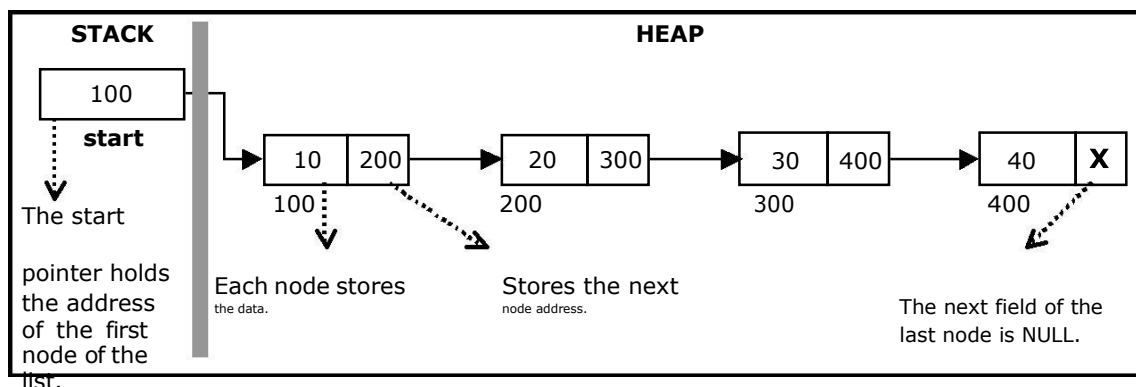 STACK
HEAP
100
start
10 200
20 300
30 400
40 X
100
200
300
400
The start
pointer holds
the address
of the first
node of the
list.
Each node stores
the data.
Stores the next
node address.
The next field of the
last node is NULL.